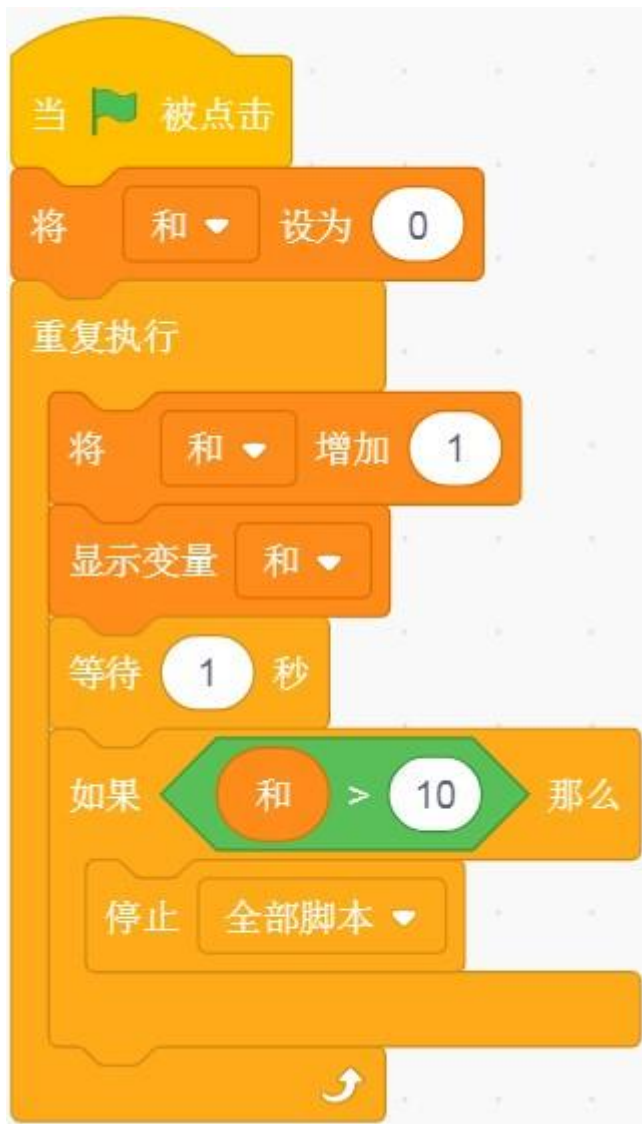 当 被点击
将 和 设为 0
重复执行
将 和 增加 1
显示变量 和
等待 1 秒
如果 和 > 10 那么
停止 全部脚本